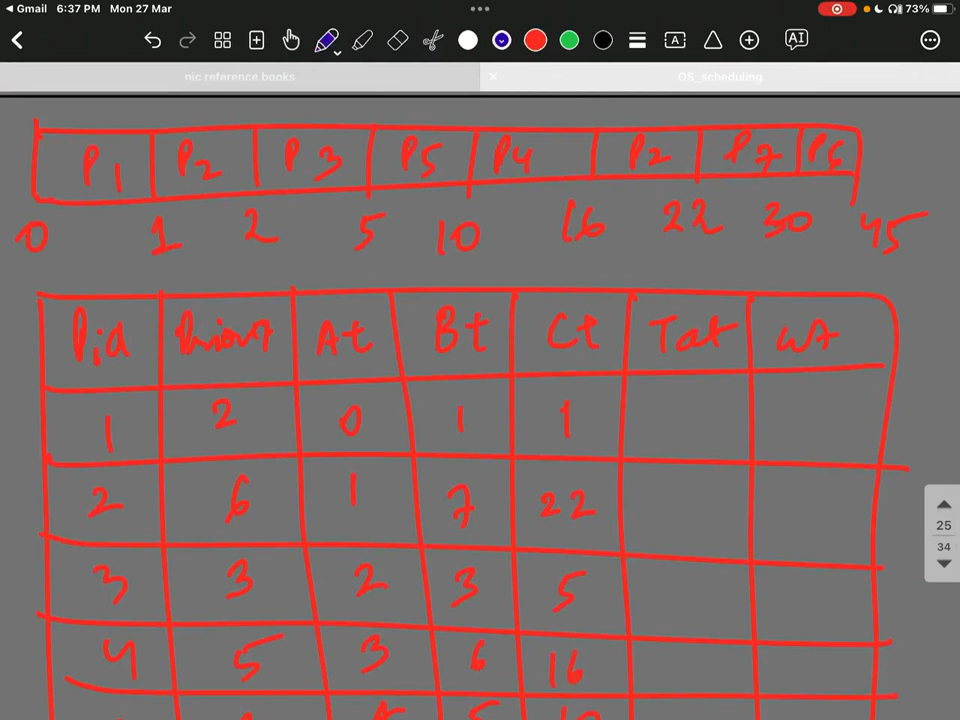 Gmail 6:37 PM Mon 27 Mar 73%
A AI
nic reference books OS_scheduling
P1 P2 P3 P5 P4 P2 P7 P6
0 1 2 5 10 16 22 30 45
Pid At Bt Ct Tat Wt
1 2 0 1 1
2 6 1 7 22
3 3 2 3 5
4 5 3 6 16
25
34